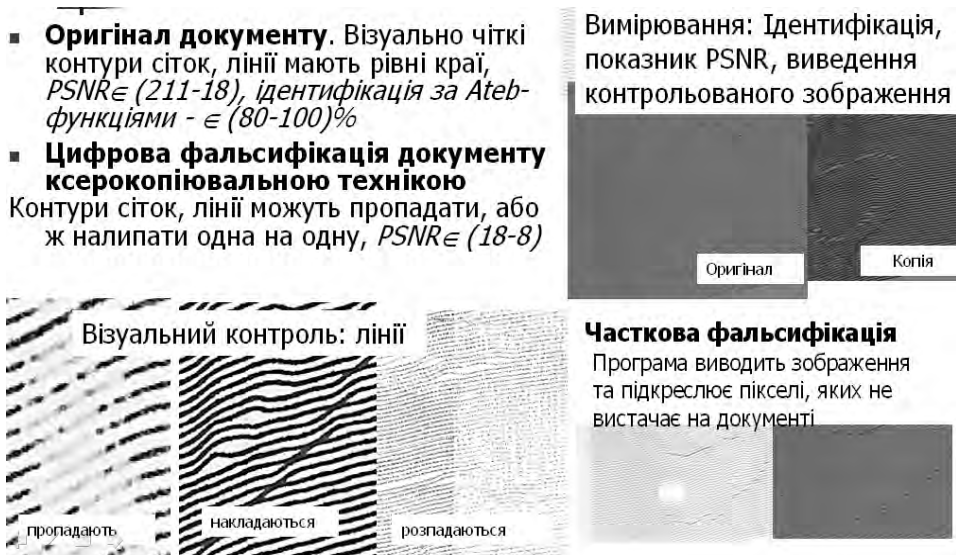 Оригінал документу. Візуально чіткі
контури сіток, лінії мають рівні краї,
PSNR∈ (211-18), ідентифікація за Ateb-
функціями - ∈ (80-100)%
Цифрова фальсифікація документу
ксерокопіювальною технікою
Контури сіток, лінії можуть пропадати, або
ж налипати одна на одну, PSNR∈ (18-8)
Вимірювання: Ідентифікація,
показник PSNR, виведення
контрольованого зображення
Оригінал
Копія
Візуальний контроль: лінії
пропадають
накладаються
розпадаються
Часткова фальсифікація
Програма виводить зображення
та підкреслює пікселі, яких не
вистачає на документі